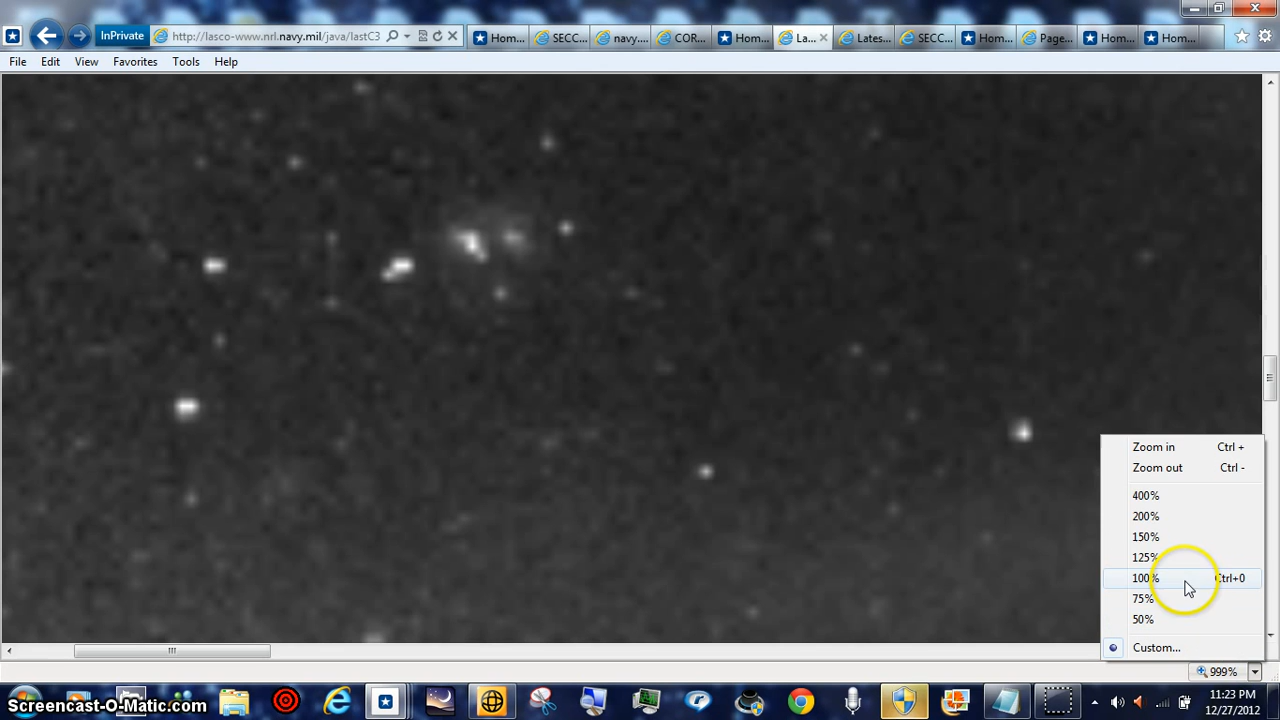 InPrivate
http://lasco-www.nrl.navy.mil/java/lastC3
Hom...
SECC...
navy....
COR...
Hom...
La...
Lates...
SECC...
Hom...
Page...
Hom...
Hom...
File Edit View Favorites Tools Help
Zoom in Ctrl +
Zoom out Ctrl -
400%
200%
150%
125%
100% Ctrl+0
75%
50%
Custom...
999%
Screencast-O-Matic.com
11:23 PM
12/27/2012